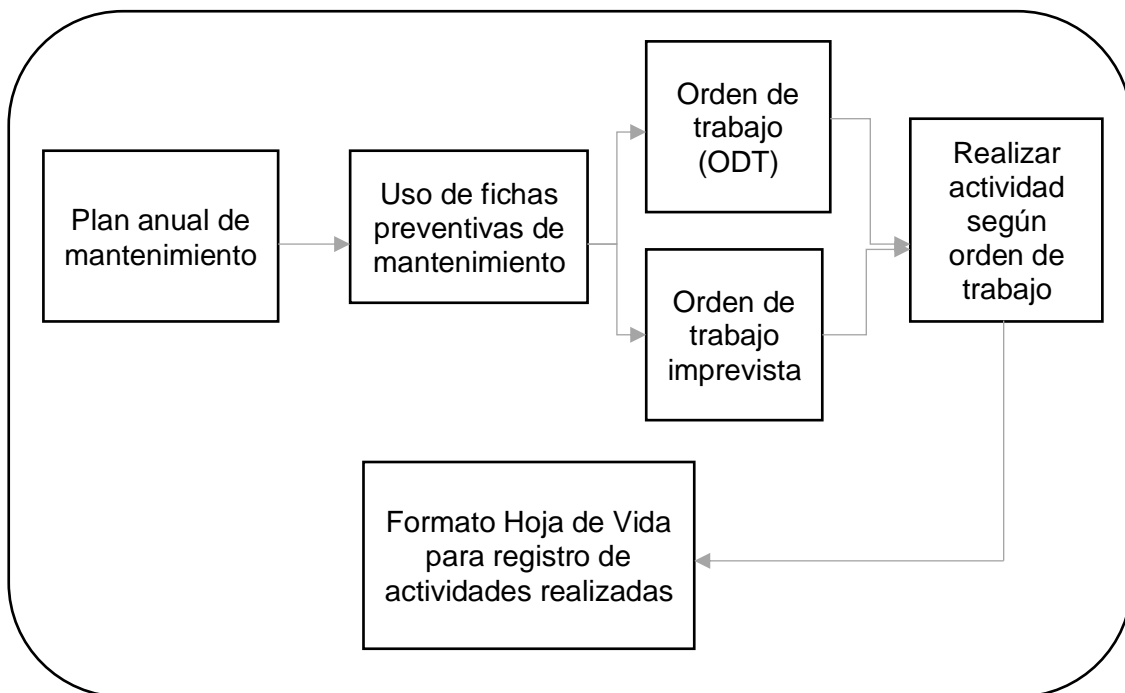 Plan anual de
mantenimiento
Uso de fichas
preventivas de
mantenimiento
Orden de
trabajo
(ODT)
Orden de
trabajo
imprevista
Realizar
actividad
según
orden de
trabajo
Formato Hoja de Vida
para registro de
actividades realizadas